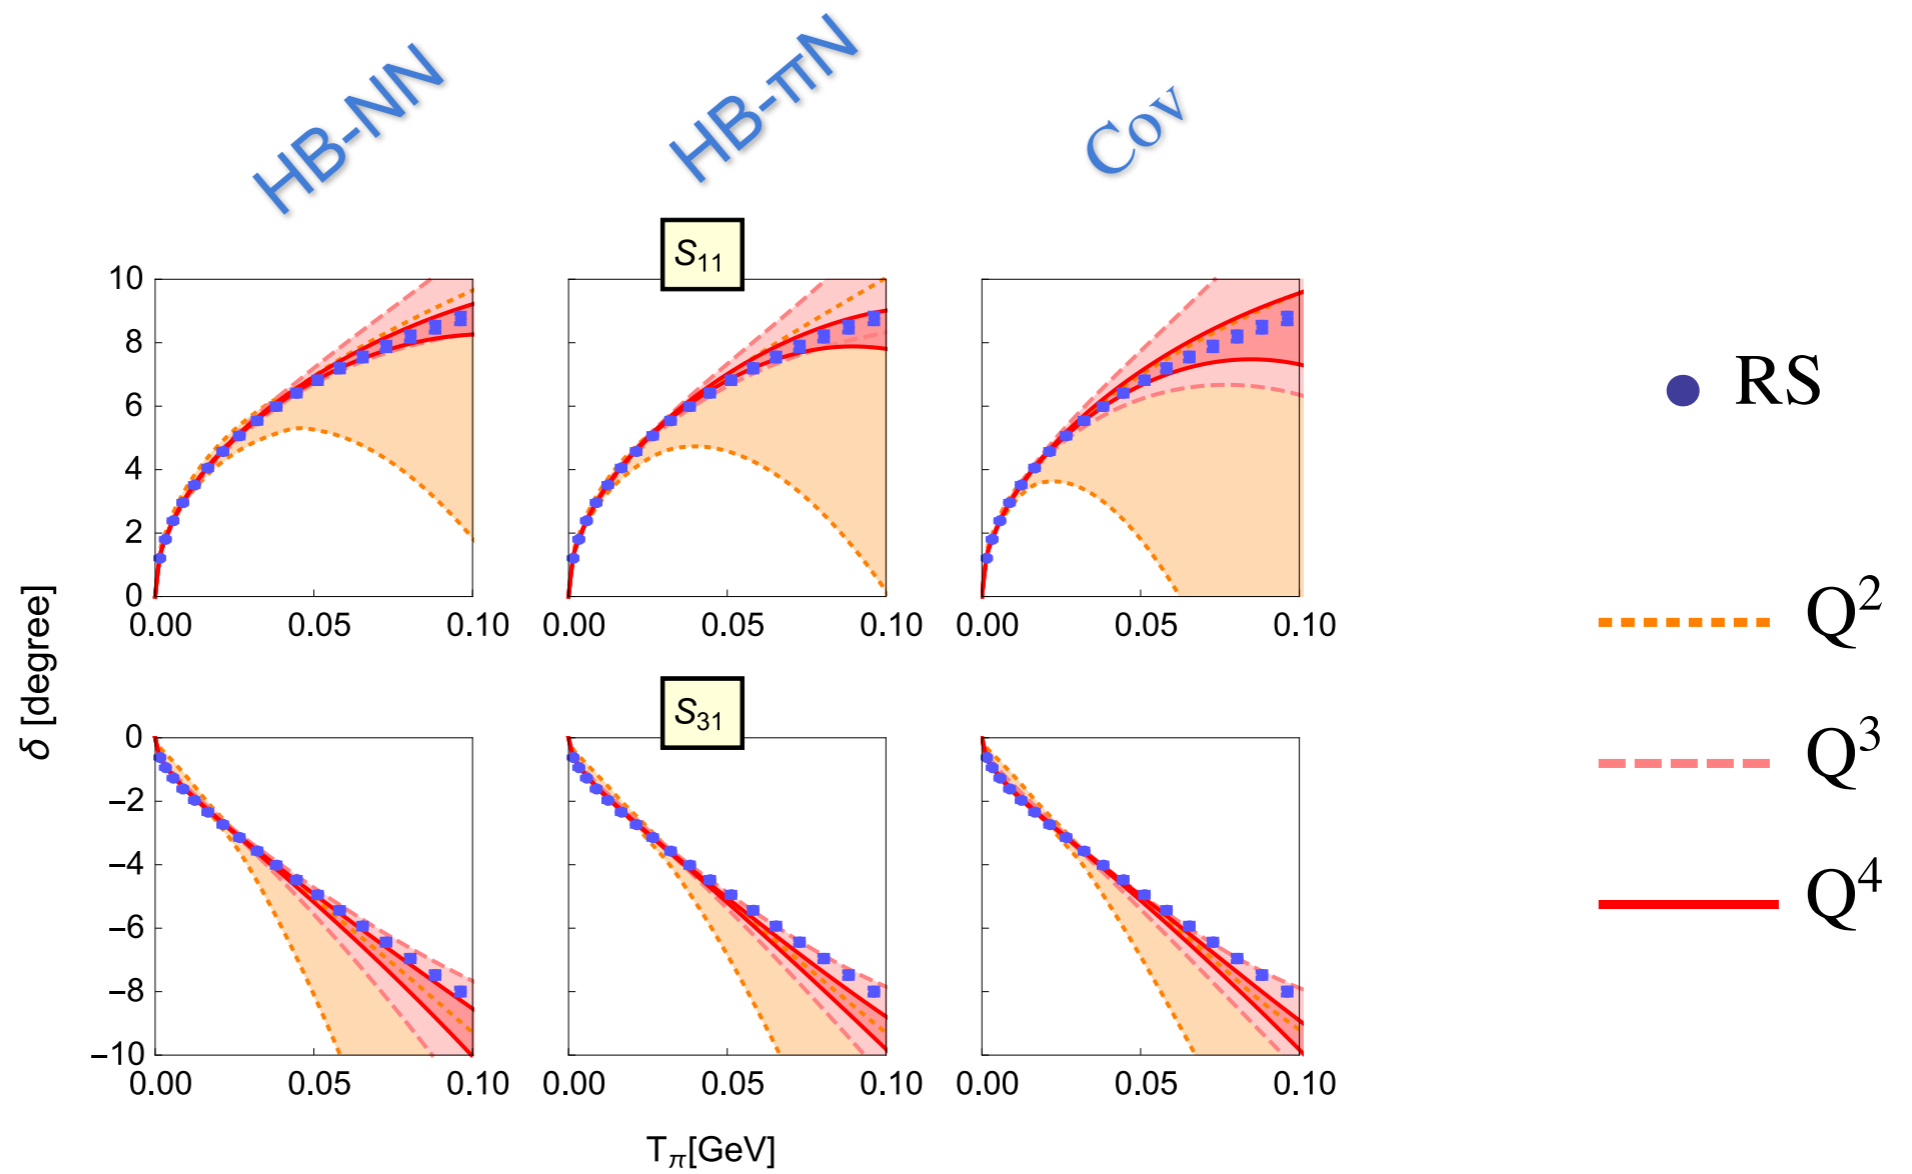 HB-NN HB-πN Cov
S₁₁
10
8
6
4
2
0
0.00 0.05 0.10 0.00 0.05 0.10 0.00 0.05 0.10
S₃₁
0
−2
−4
−6
−8
−10
0.00 0.05 0.10 0.00 0.05 0.10 0.00 0.05 0.10
δ [degree]
Tπ[GeV]
RS
Q²
Q³
Q⁴